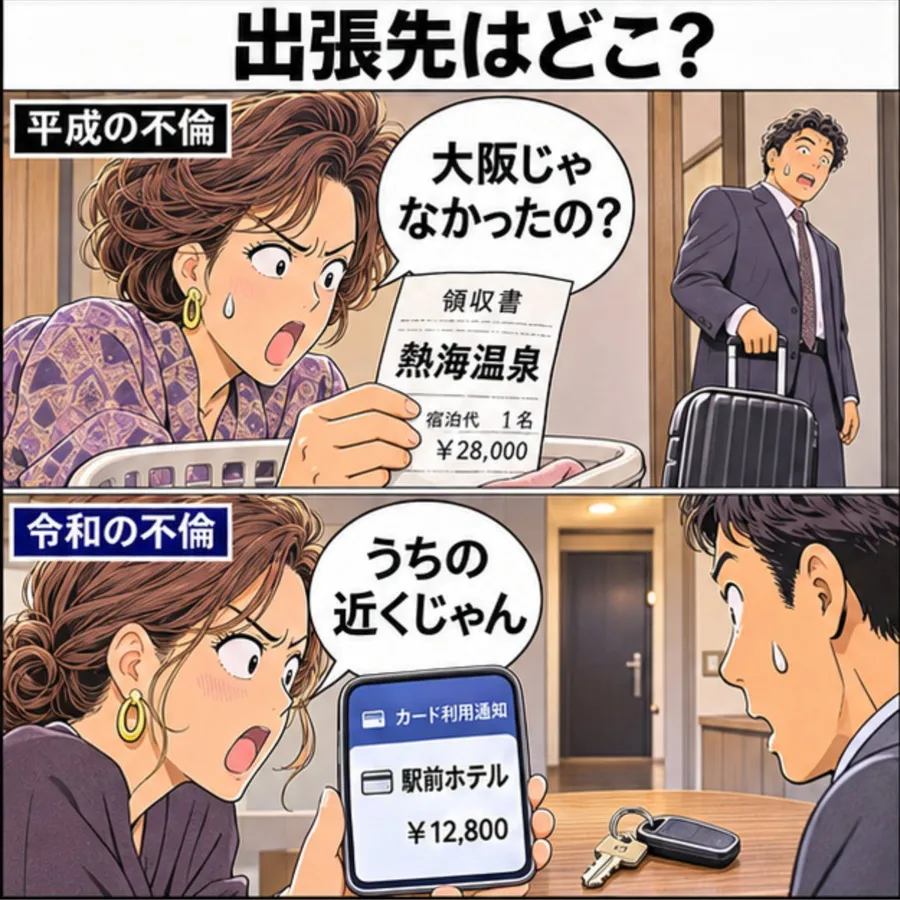 出張先はどこ?
平成の不倫
大阪じゃ
なかったの?
領収書
熱海温泉
宿泊代 1名
¥28,000
令和の不倫
うちの
近くじゃん
カード利用通知
駅前ホテル
¥12,800